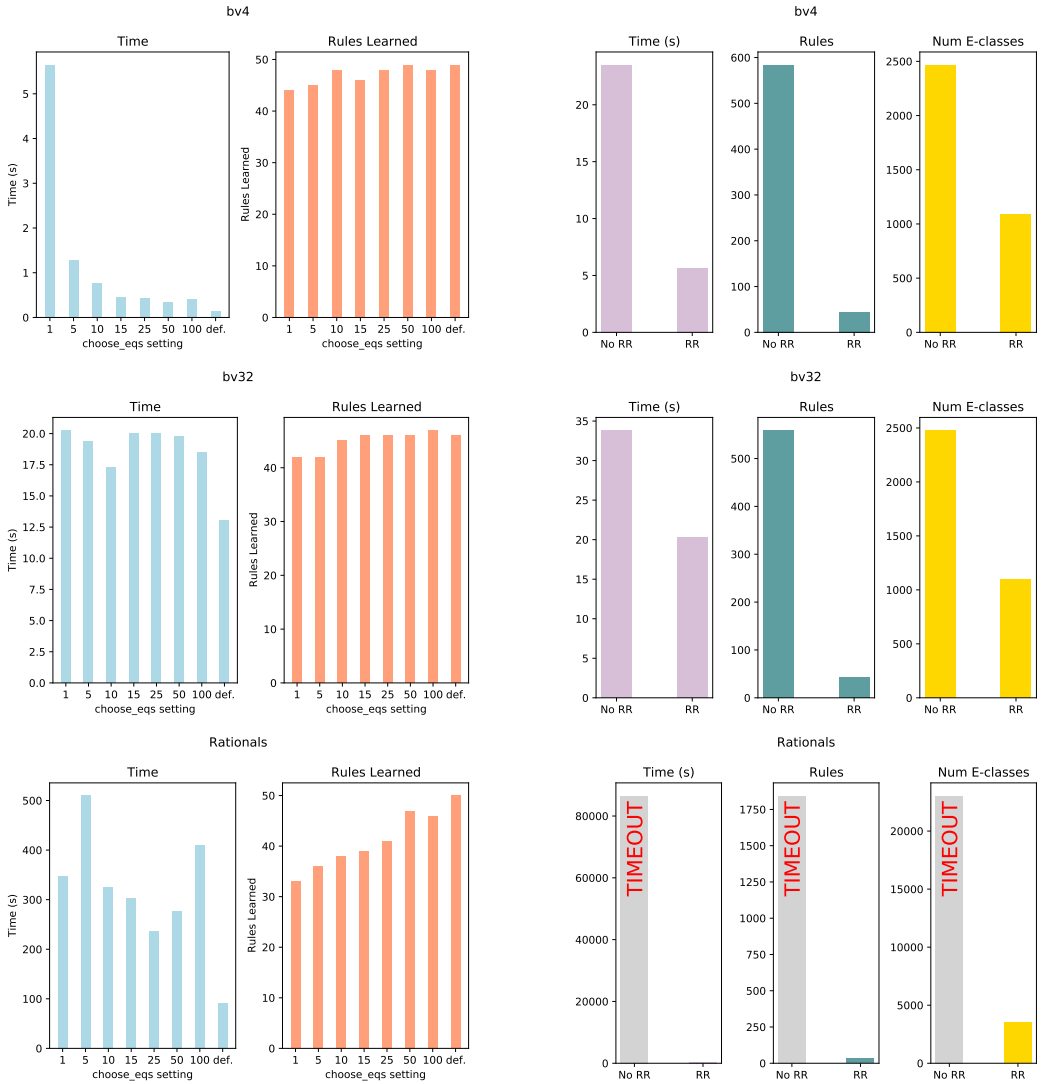 bv4
Time
Rules Learned
5
4
3
2
1
0
Time (s)
50
40
30
20
10
0
Rules Learned
1 5 10 15 25 50 100 def.
choose_eqs setting
1 5 10 15 25 50 100 def.
choose_eqs setting
bv4
Time (s)
Rules
Num E-classes
20
15
10
5
0
600
500
400
300
200
100
0
2500
2000
1500
1000
500
0
No RR RR
No RR RR
No RR RR
bv32
Time
Rules Learned
20.0
17.5
15.0
12.5
10.0
7.5
5.0
2.5
0.0
Time (s)
40
30
20
10
0
Rules Learned
1 5 10 15 25 50 100 def.
choose_eqs setting
1 5 10 15 25 50 100 def.
choose_eqs setting
bv32
Time (s)
Rules
Num E-classes
35
30
25
20
15
10
5
0
500
400
300
200
100
0
2500
2000
1500
1000
500
0
No RR RR
No RR RR
No RR RR
Rationals
Time
Rules Learned
500
400
300
200
100
0
Time (s)
50
40
30
20
10
0
Rules Learned
1 5 10 15 25 50 100 def.
choose_eqs setting
1 5 10 15 25 50 100 def.
choose_eqs setting
Rationals
Time (s)
Rules
Num E-classes
80000
60000
40000
20000
0
TIMEOUT
1750
1500
1250
1000
750
500
250
0
TIMEOUT
20000
15000
10000
5000
0
TIMEOUT
No RR RR
No RR RR
No RR RR